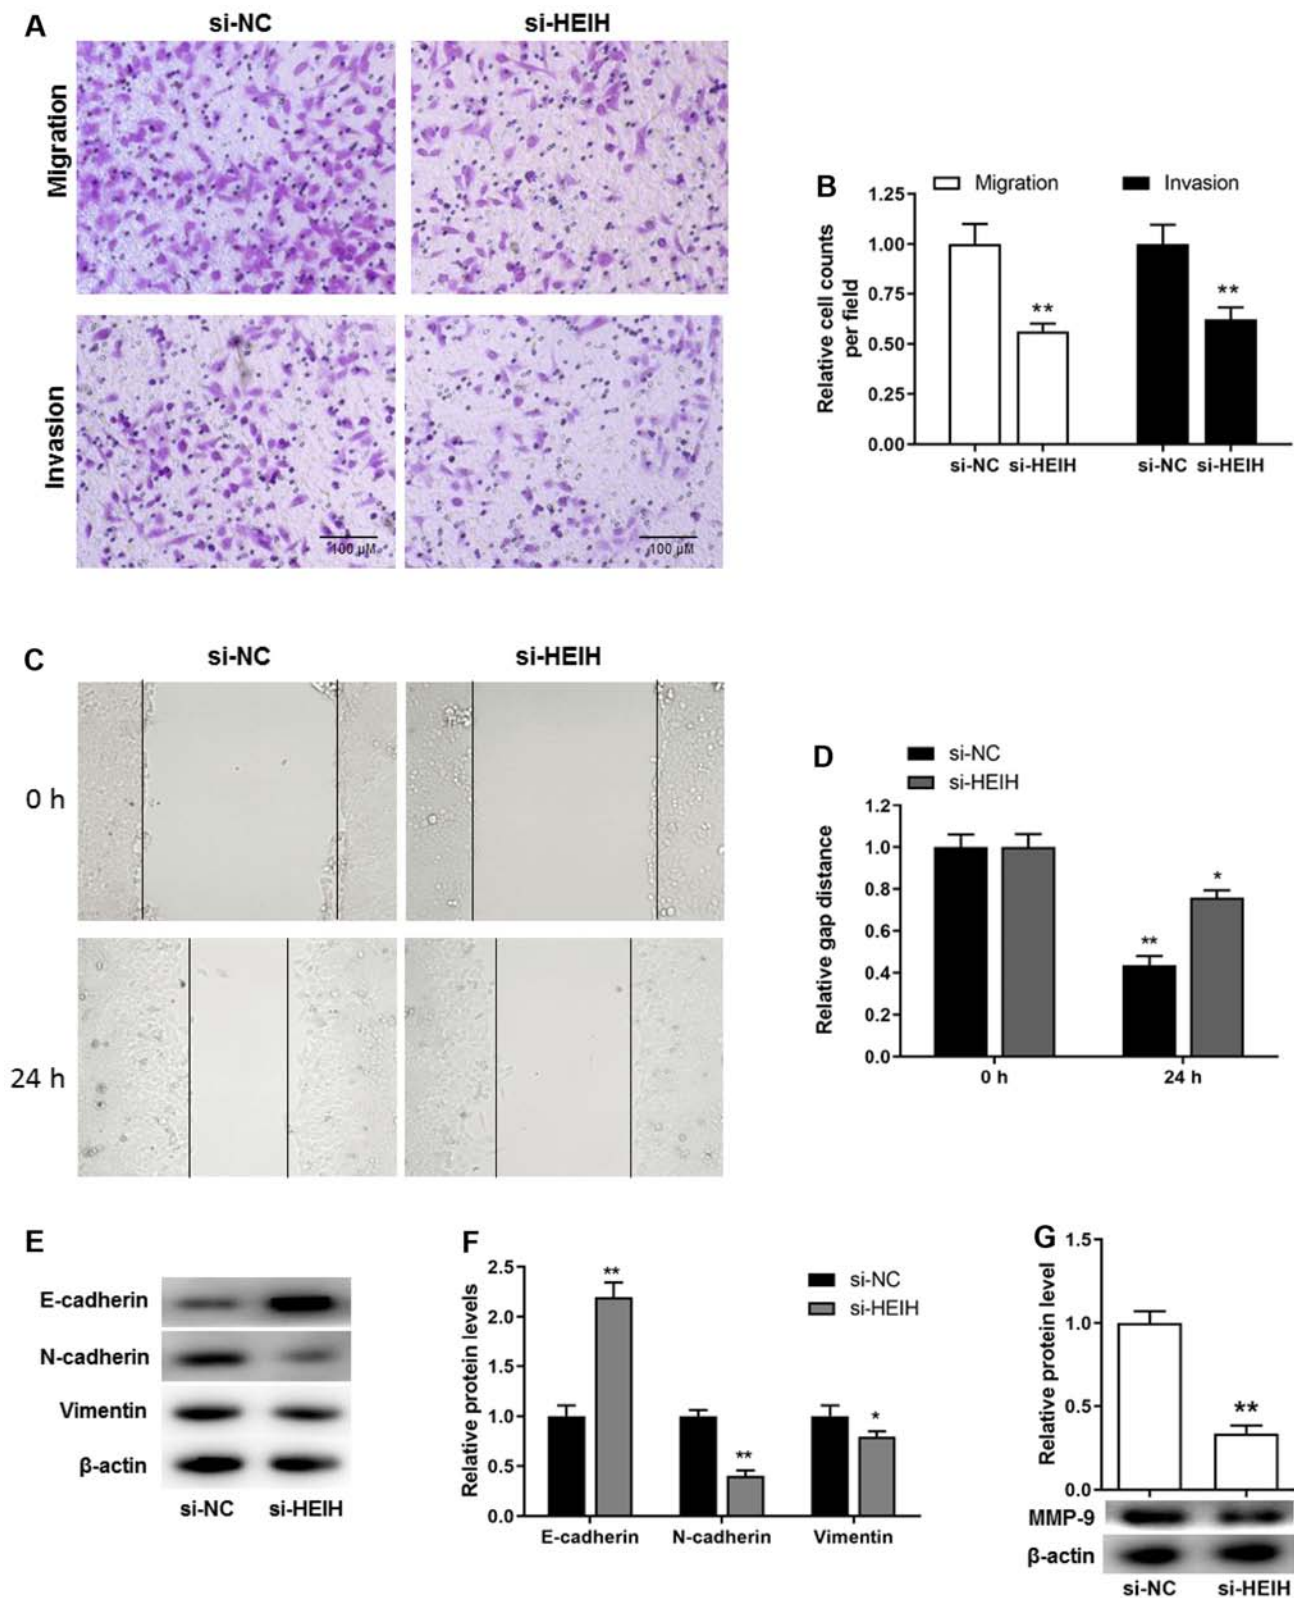 A
si-NC
si-HEIH
Migration
Invasion
100 µM
100 µM
B
Migration
Invasion
Relative cell counts
per field
1.25
1.00
0.75
0.50
0.25
0.00
**
**
si-NC
si-HEIH
si-NC
si-HEIH
C
si-NC
si-HEIH
0 h
24 h
D
si-NC
si-HEIH
Relative gap distance
1.2
1.0
0.8
0.6
0.4
0.2
0.0
**
*
0 h
24 h
E
E-cadherin
N-cadherin
Vimentin
β-actin
si-NC
si-HEIH
F
Relative protein levels
2.5
2.0
1.5
1.0
0.5
0.0
**
**
*
si-NC
si-HEIH
E-cadherin
N-cadherin
Vimentin
G
Relative protein level
1.5
1.0
0.5
0.0
**
MMP-9
β-actin
si-NC
si-HEIH